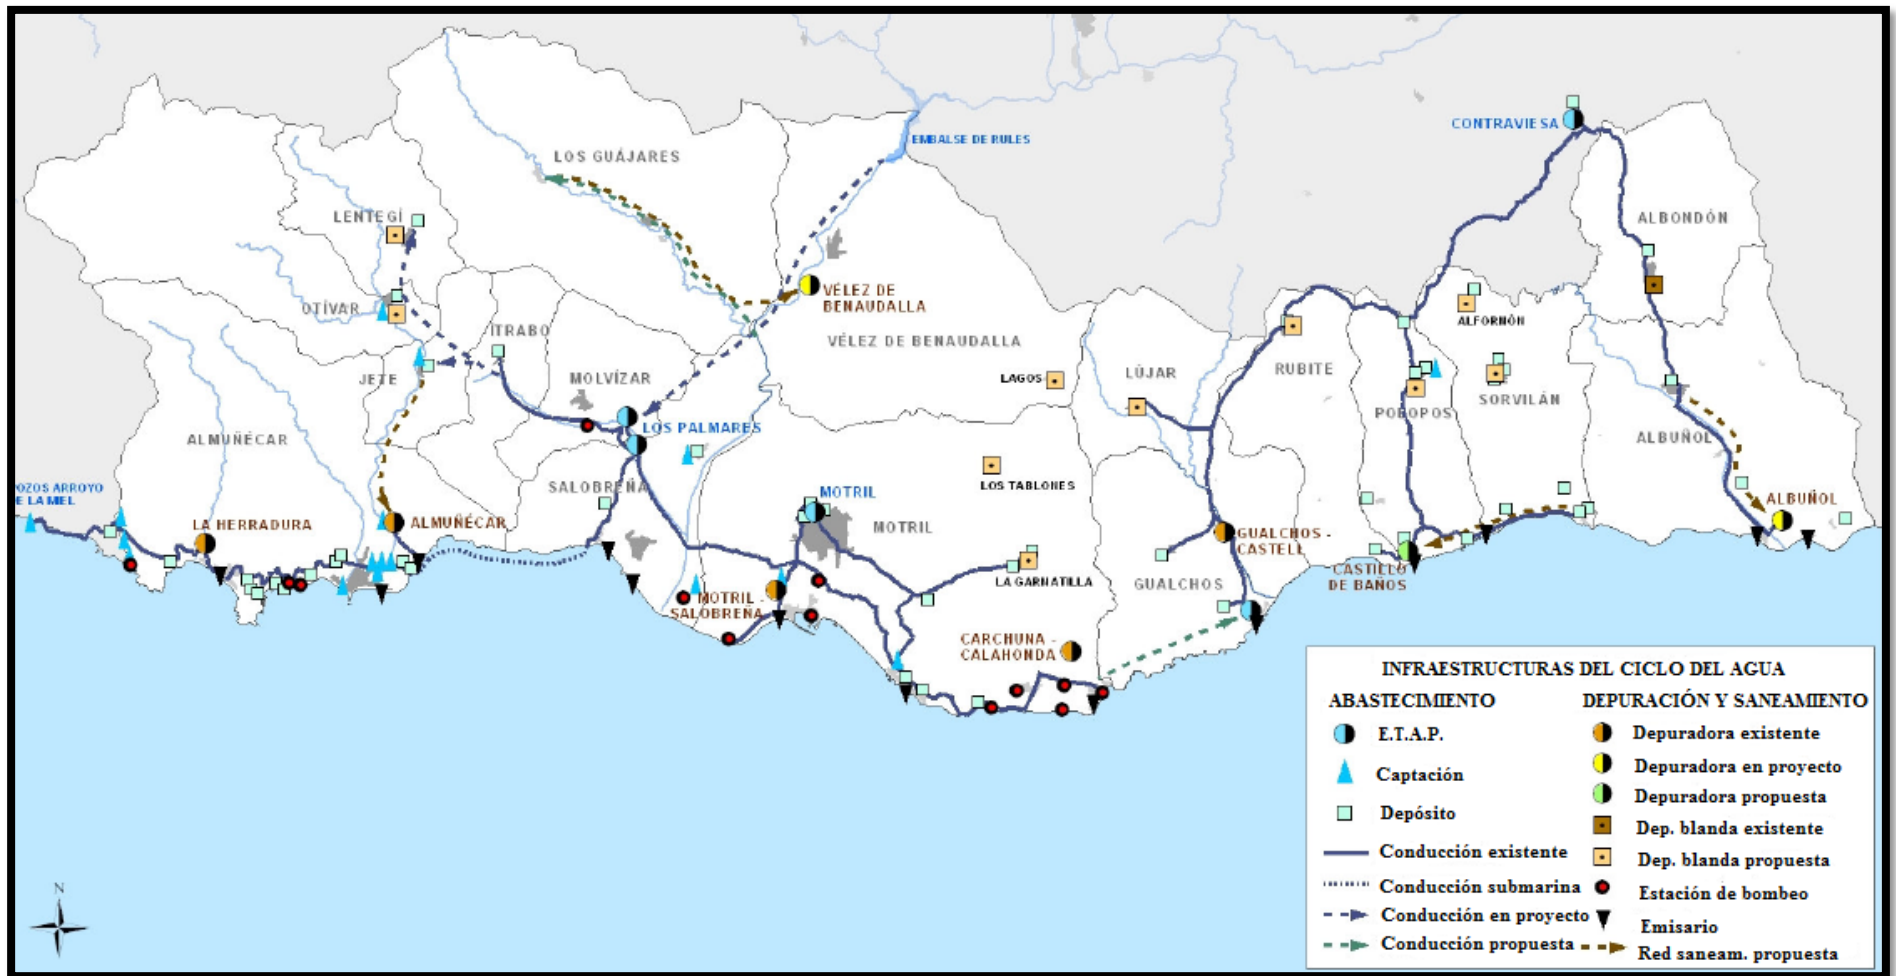 CONTRAVIESA
EMBALSE DE RULES
LOS GUÁJARES
LENTEGÍ
ALBONDÓN
OTÍVAR
VÉLEZ DE
BENAUDALLA
ALFORNÓN
ÍTRABO
VÉLEZ DE BENAUDALLA
JETE
MOLVÍZAR
LAGOS
LÚJAR
RUBITE
SORVILÁN
POLOPOS
ALMUÑÉCAR
LOS PALMARES
ALBUÑOL
SALOBREÑA
LOS TABLONES
POZOS ARROYO
DE LA MIEL
MOTRIL
ALBUÑOL
LA HERRADURA
ALMUÑÉCAR
MOTRIL
GUALCHOS -
CASTELL
CASTILLO
DE BAÑOS
LA GARNATILLA
GUALCHOS
MOTRIL -
SALOBREÑA
CARCHUNA -
CALAHONDA
INFRAESTRUCTURAS DEL CICLO DEL AGUA
ABASTECIMIENTO
E.T.A.P.
Captación
Depósito
Conducción existente
Conducción submarina
Conducción en proyecto
Conducción propuesta
DEPURACIÓN Y SANEAMIENTO
Depuradora existente
Depuradora en proyecto
Depuradora propuesta
Dep. blanda existente
Dep. blanda propuesta
Estación de bombeo
Emisario
Red saneam. propuesta
N